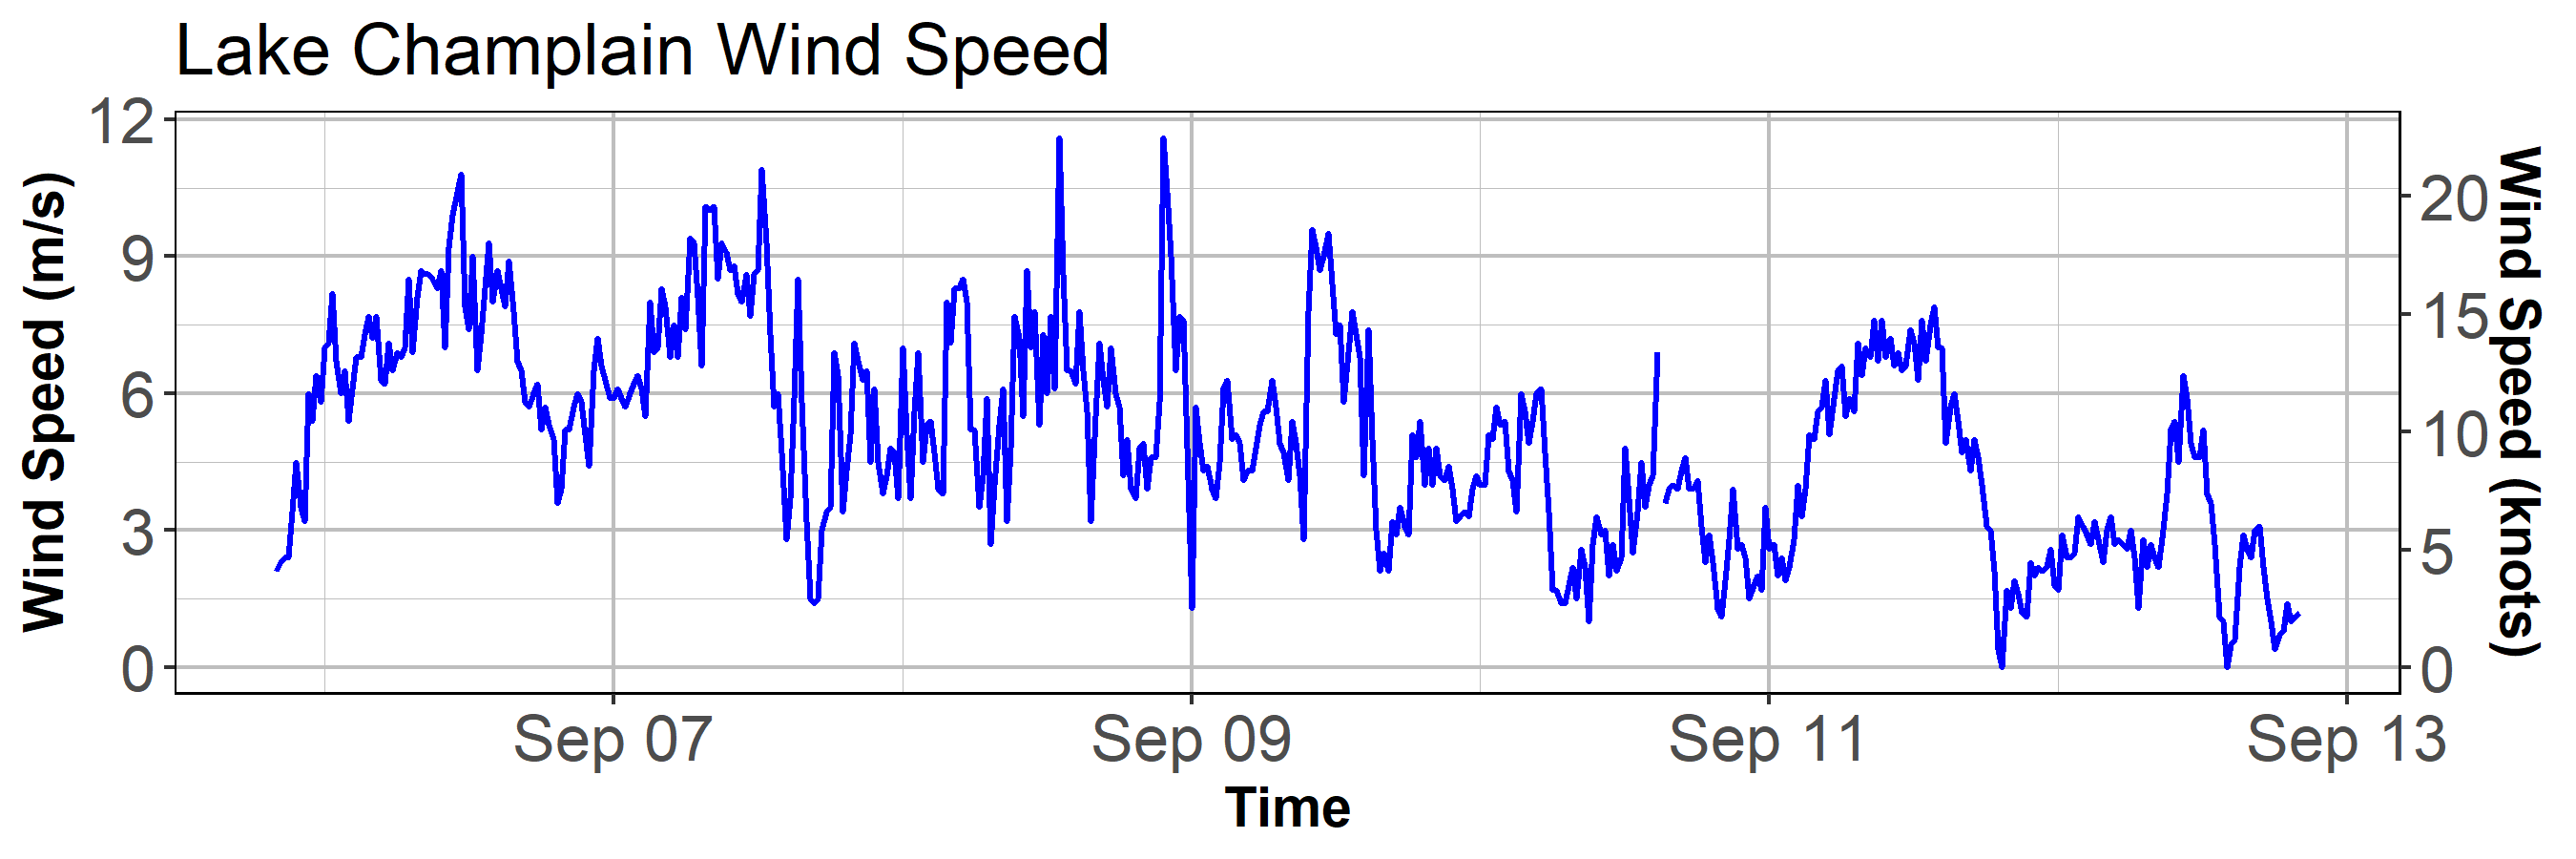 Lake Champlain Wind Speed
12
9
6
3
0
Wind Speed (m/s)
20
15
10
5
0
Wind Speed (knots)
Sep 07 Sep 09 Sep 11 Sep 13
Time